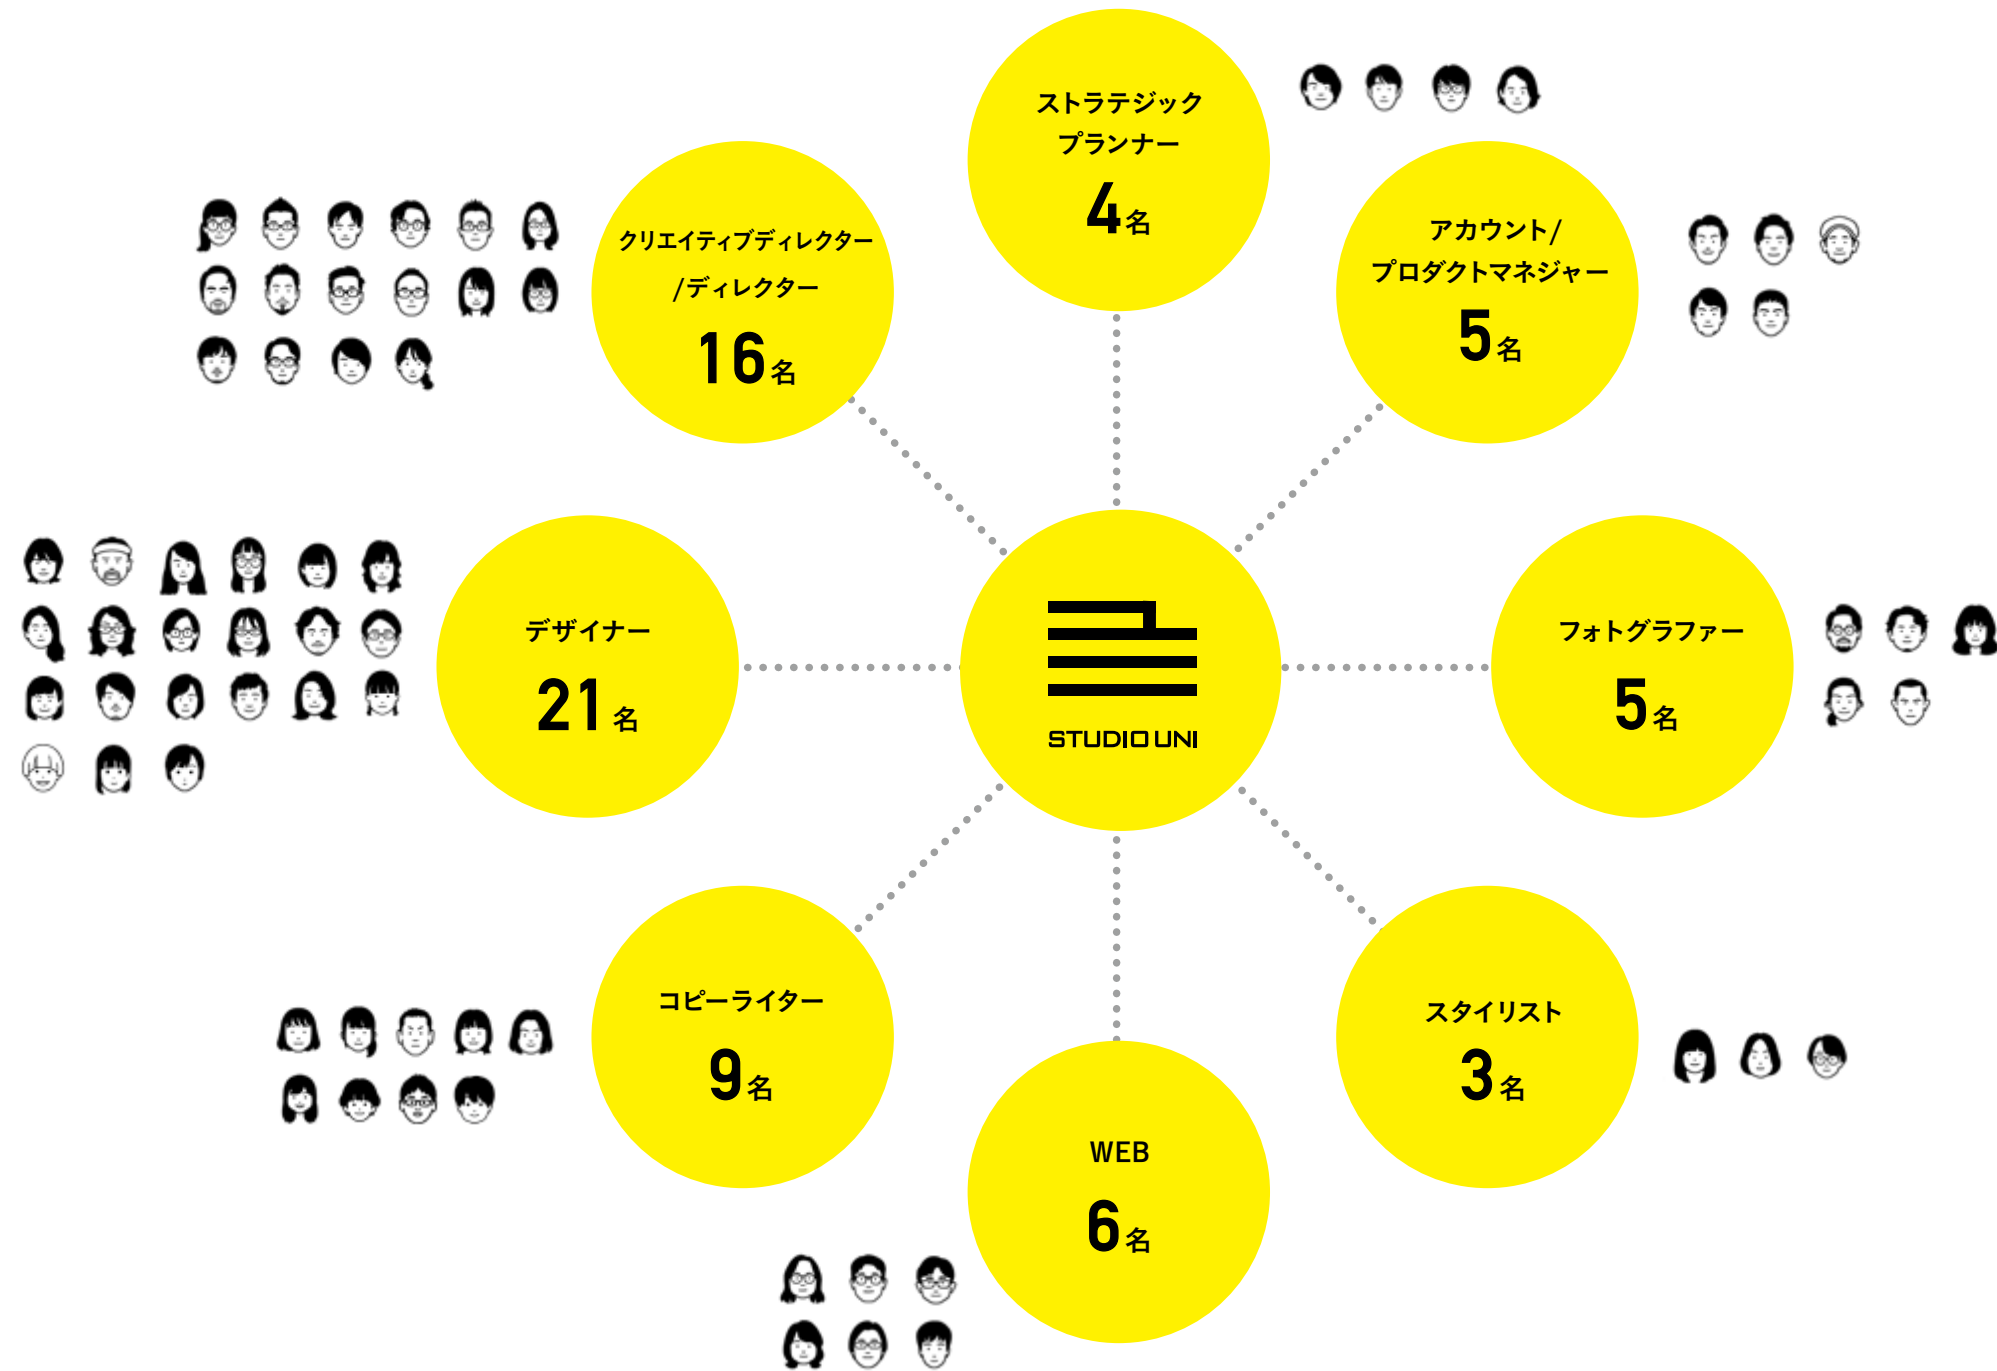 ストラテジック
プランナー
4名
クリエイティブディレクター
/ディレクター
16名
アカウント/
プロダクトマネジャー
5名
デザイナー
21名
STUDIO UNI
フォトグラファー
5名
コピーライター
9名
スタイリスト
3名
WEB
6名